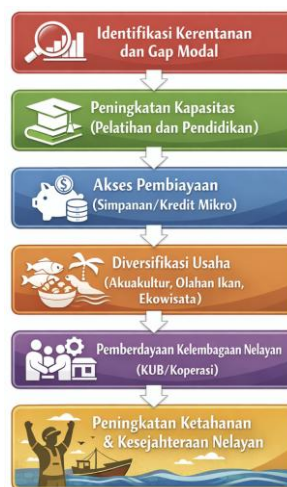 Identifikasi Kerentanan
dan Gap Modal
Peningkatan Kapasitas
(Pelatihan dan Pendidikan)
$
Akses Pembiayaan
(Simpanan/Kredit Mikro)
Diversifikasi Usaha
(Akuakultur, Olahan Ikan,
Ekowisata)
Pemberdayaan Kelembagaan Nelayan
(KUB/Koperasi)
Peningkatan Ketahanan
& Kesejahteraan Nelayan